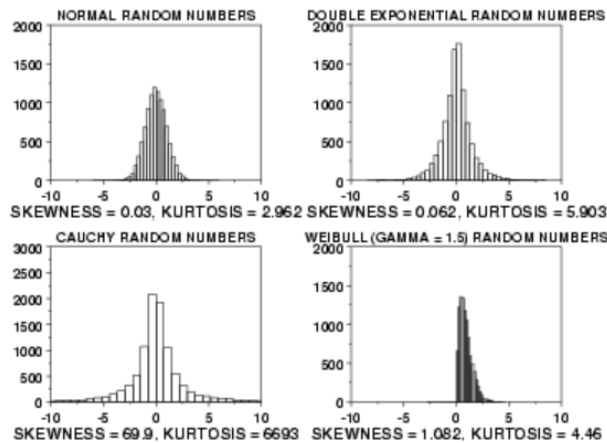 NORMAL RANDOM NUMBERS
2000
1500
1000
500
0
-10 -5 0 5 10
SKEWNESS = 0.03, KURTOSIS = 2.962
DOUBLE EXPONENTIAL RANDOM NUMBERS
2000
1500
1000
500
0
-10 -5 0 5 10
SKEWNESS = 0.062, KURTOSIS = 5.903
CAUCHY RANDOM NUMBERS
3000
2500
2000
1500
1000
500
0
-10 -5 0 5 10
SKEWNESS = 69.9, KURTOSIS = 6693
WEIBULL (GAMMA = 1.5) RANDOM NUMBERS
2000
1500
1000
500
0
-10 -5 0 5 10
SKEWNESS = 1.082, KURTOSIS = 4.46